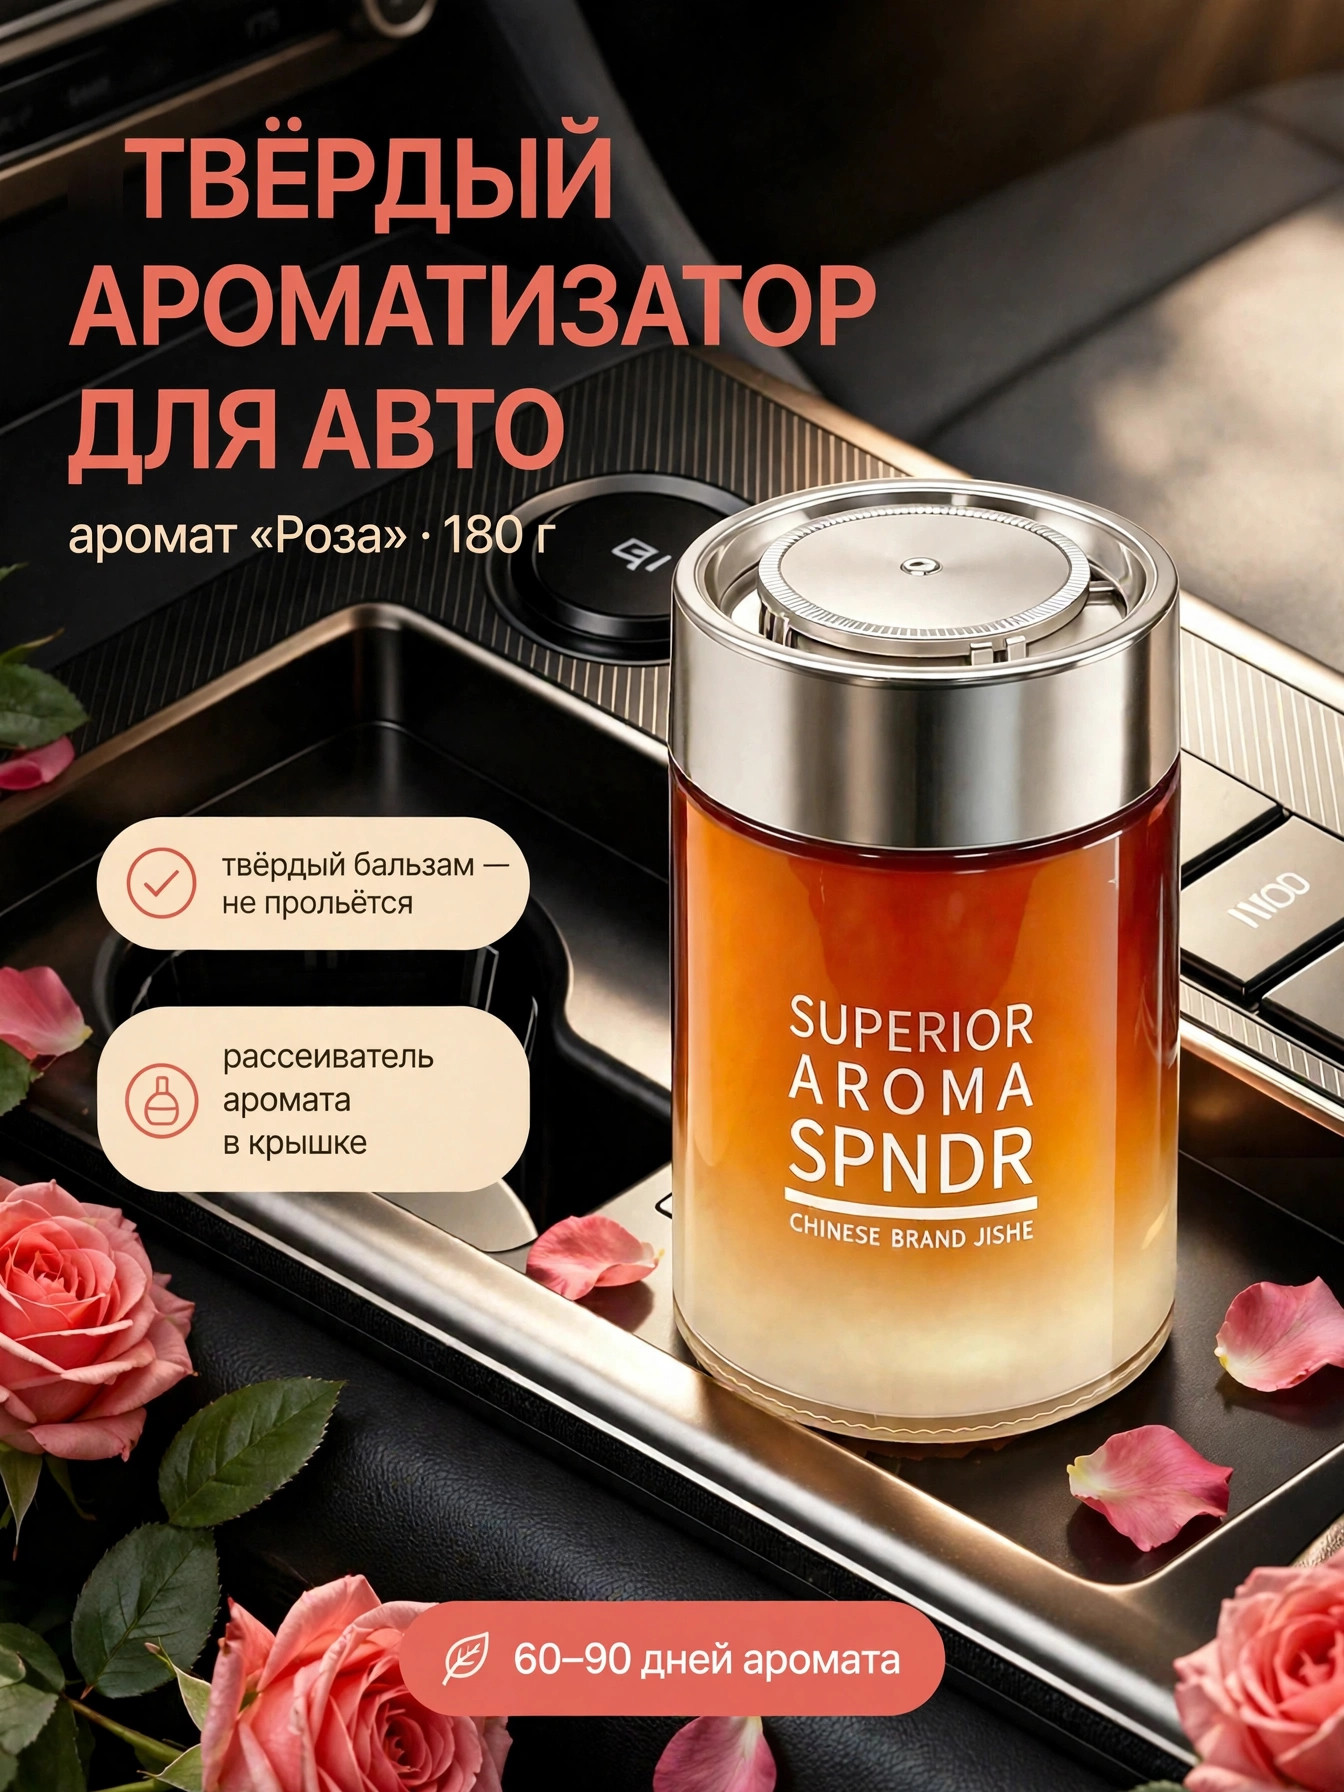 ТВЁРДЫЙ
АРОМАТИЗАТОР
ДЛЯ АВТО
аромат «Роза» · 180 г
твёрдый бальзам —
не прольётся
рассеиватель
аромата
в крышке
SUPERIOR
AROMA
SPNDR
CHINESE BRAND JISHE
60–90 дней аромата